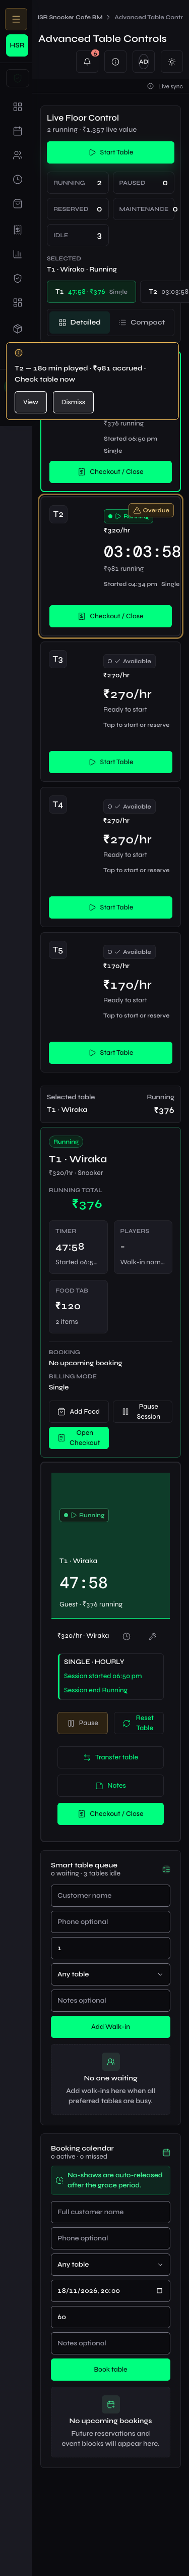 HSR
HSR Snooker Cafe BM > Advanced Table Contr
Advanced Table Controls
6
AD
Live sync
Live Floor Control
2 running · ₹1,357 live value
Start Table
RUNNING 2
PAUSED 0
RESERVED 0
MAINTENANCE 0
IDLE 3
SELECTED
T1 · Wiraka · Running
T1 47:58 · ₹376 Single
T2 03:03:58
Detailed
Compact
T2 — 180 min played · ₹981 accrued · Check table now
View
Dismiss
₹376 running
Started 06:50 pm
Single
Checkout / Close
T2
Running
Overdue
₹320/hr
03:03:58
₹981 running
Started 04:34 pm Single
Checkout / Close
T3
Available
₹270/hr
₹270/hr
Ready to start
Tap to start or reserve
Start Table
T4
Available
₹270/hr
₹270/hr
Ready to start
Tap to start or reserve
Start Table
T5
Available
₹170/hr
₹170/hr
Ready to start
Tap to start or reserve
Start Table
Selected table
Running
T1 · Wiraka
₹376
Running
T1 · Wiraka
₹320/hr · Snooker
RUNNING TOTAL
₹376
TIMER
47:58
Started 06:5...
PLAYERS
-
Walk-in nam...
FOOD TAB
₹120
2 items
BOOKING
No upcoming booking
BILLING MODE
Single
Add Food
Pause Session
Open Checkout
Running
T1 · Wiraka
47:58
Guest · ₹376 running
₹320/hr · Wiraka
SINGLE · HOURLY
Session started 06:50 pm
Session end Running
Pause
Reset Table
Transfer table
Notes
Checkout / Close
Smart table queue
0 waiting · 3 tables idle
Customer name
Phone optional
1
Any table
Notes optional
Add Walk-in
No one waiting
Add walk-ins here when all
preferred tables are busy.
Booking calendar
0 active · 0 missed
No-shows are auto-released
after the grace period.
Full customer name
Phone optional
Any table
18/11/2026, 20:00
60
Notes optional
Book table
No upcoming bookings
Future reservations and
event blocks will appear here.